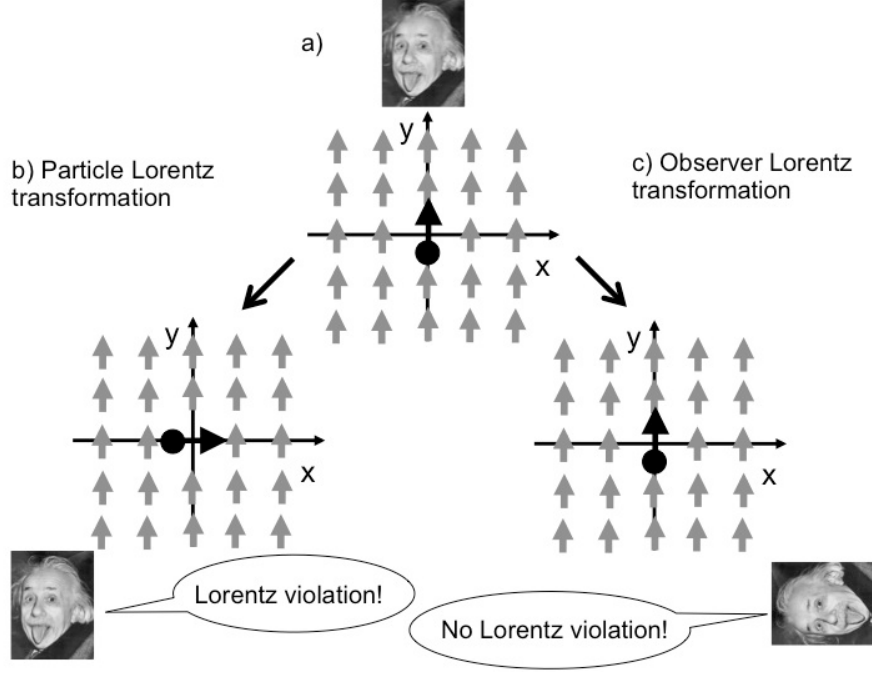 a)
y
x
b) Particle Lorentz
transformation
c) Observer Lorentz
transformation
y
x
y
x
Lorentz violation!
No Lorentz violation!